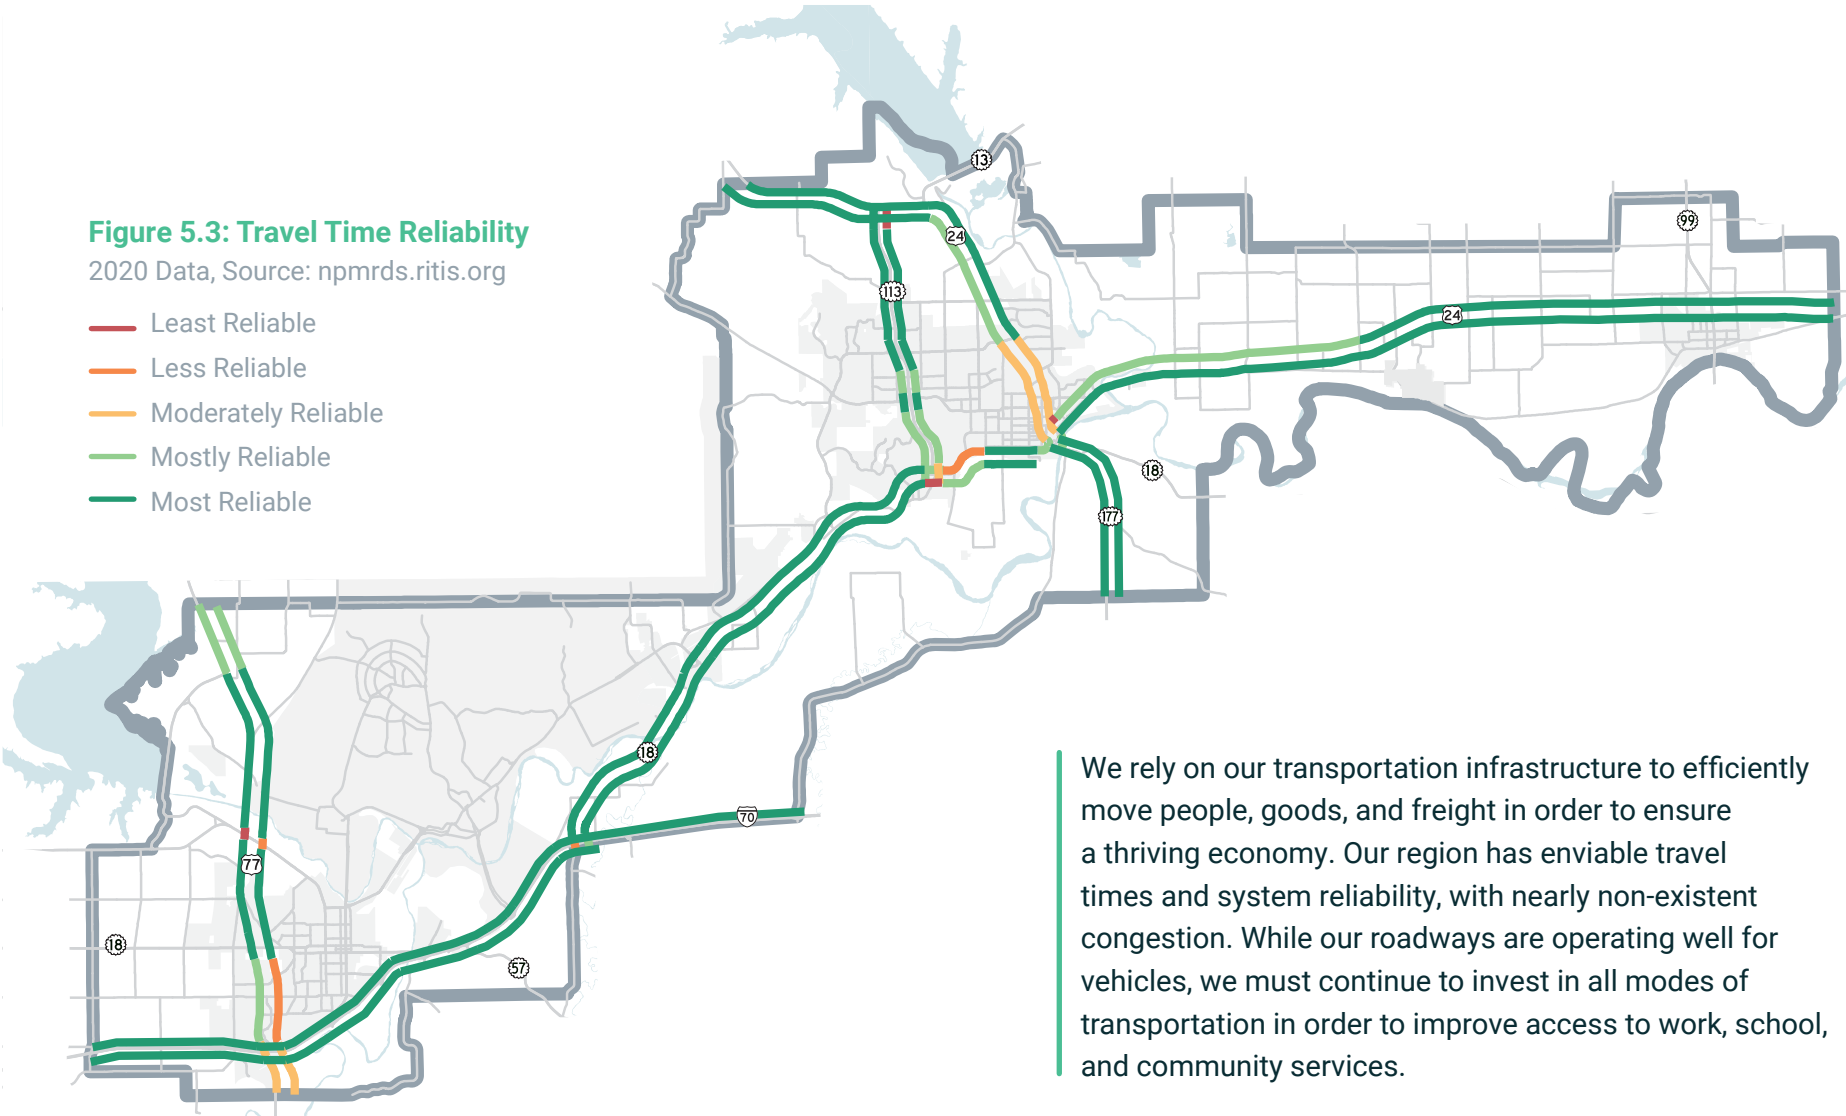 13
99
Figure 5.3: Travel Time Reliability
24
2020 Data, Source: npmrds.ritis.org
113
Least Reliable
24
Less Reliable
Moderately Reliable
Mostly Reliable
18
Most Reliable
177
18
We rely on our transportation infrastructure to efficiently
move people, goods, and freight in order to ensure
70
a thriving economy. Our region has enviable travel
77
times and system reliability, with nearly non-existent
18
congestion. While our roadways are operating well for
57
vehicles, we must continue to invest in all modes of
transportation in order to improve access to work, school,
and community services.